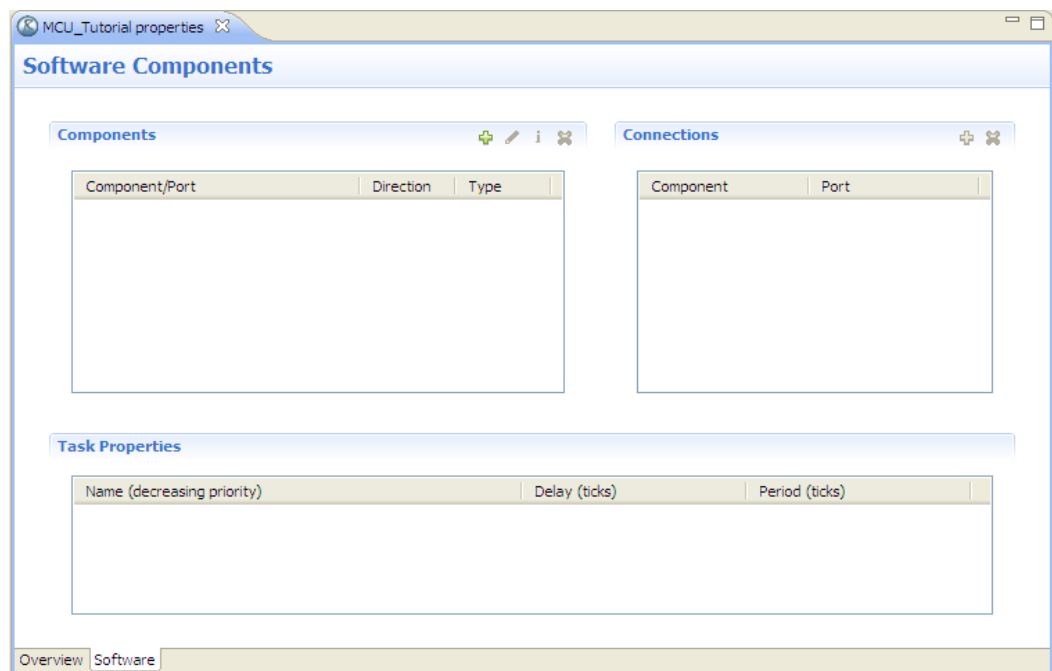 MCU_Tutorial properties
Software Components
Components
Connections
Component/Port Direction Type
Component Port
Task Properties
Name (decreasing priority) Delay (ticks) Period (ticks)
Overview Software